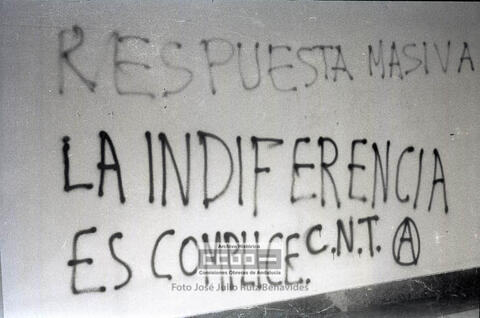 RESPUESTA MASIVA
LA INDIFERENCIA
ES COMPLICE. C.N.T. A
Archivo Histórico
CCOO
Comisiones Obreras de Andalucía
Foto José Julio Ruiz Benavides